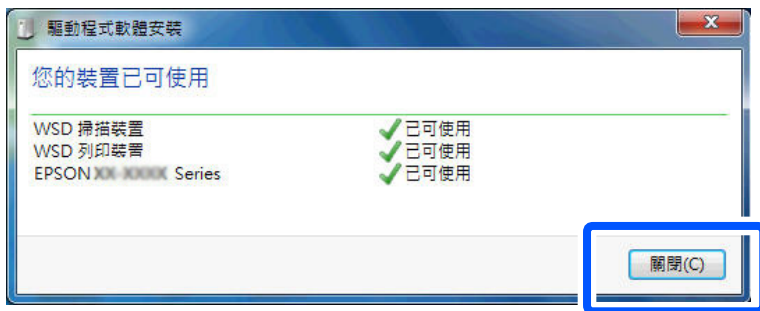 驅動程式軟體安裝
您的裝置已可使用
WSD 掃描裝置 已可使用
WSD 列印裝置 已可使用
EPSON Series 已可使用
關閉(C)